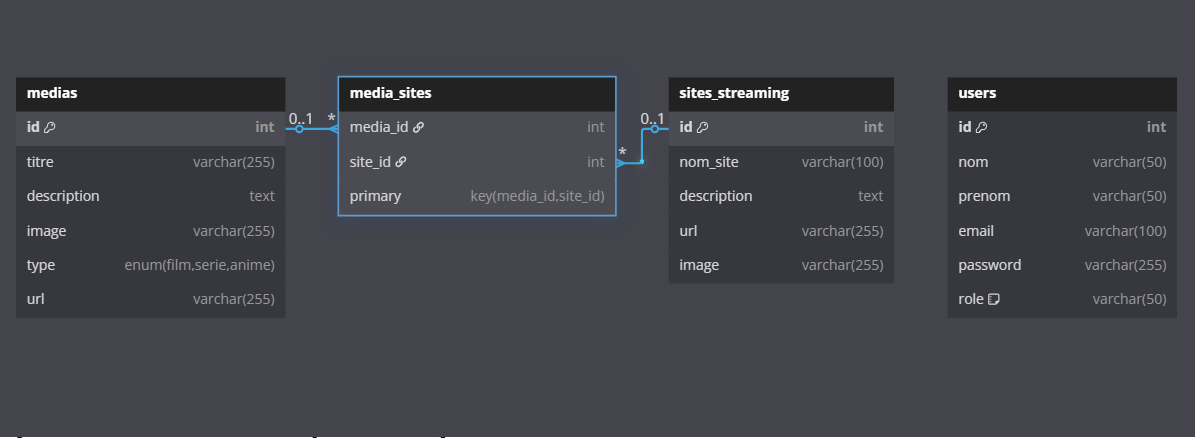 medias
id int
titre varchar(255)
description text
image varchar(255)
type enum(film,serie,anime)
url varchar(255)
0..1 *
media_sites
media_id int
site_id int
primary key(media_id,site_id)
* 0..1
sites_streaming
id int
nom_site varchar(100)
description text
url varchar(255)
image varchar(255)
users
id int
nom varchar(50)
prenom varchar(50)
email varchar(100)
password varchar(255)
role varchar(50)